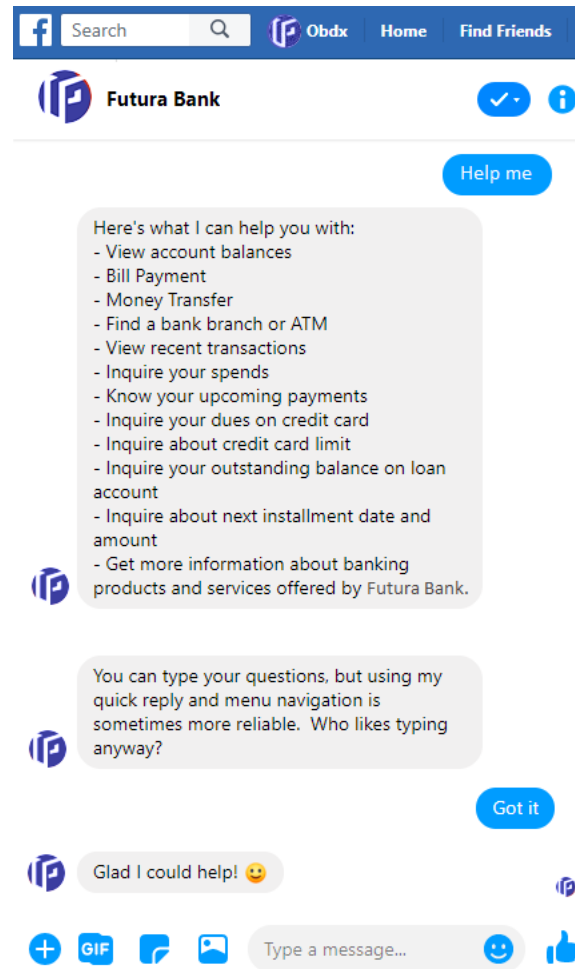 Search
Obdx
Home
Find Friends
Futura Bank
Help me
Here's what I can help you with:
- View account balances
- Bill Payment
- Money Transfer
- Find a bank branch or ATM
- View recent transactions
- Inquire your spends
- Know your upcoming payments
- Inquire your dues on credit card
- Inquire about credit card limit
- Inquire your outstanding balance on loan
account
- Inquire about next installment date and
amount
- Get more information about banking
products and services offered by Futura Bank.
You can type your questions, but using my
quick reply and menu navigation is
sometimes more reliable.  Who likes typing
anyway?
Got it
Glad I could help! 🙂
GIF
Type a message...